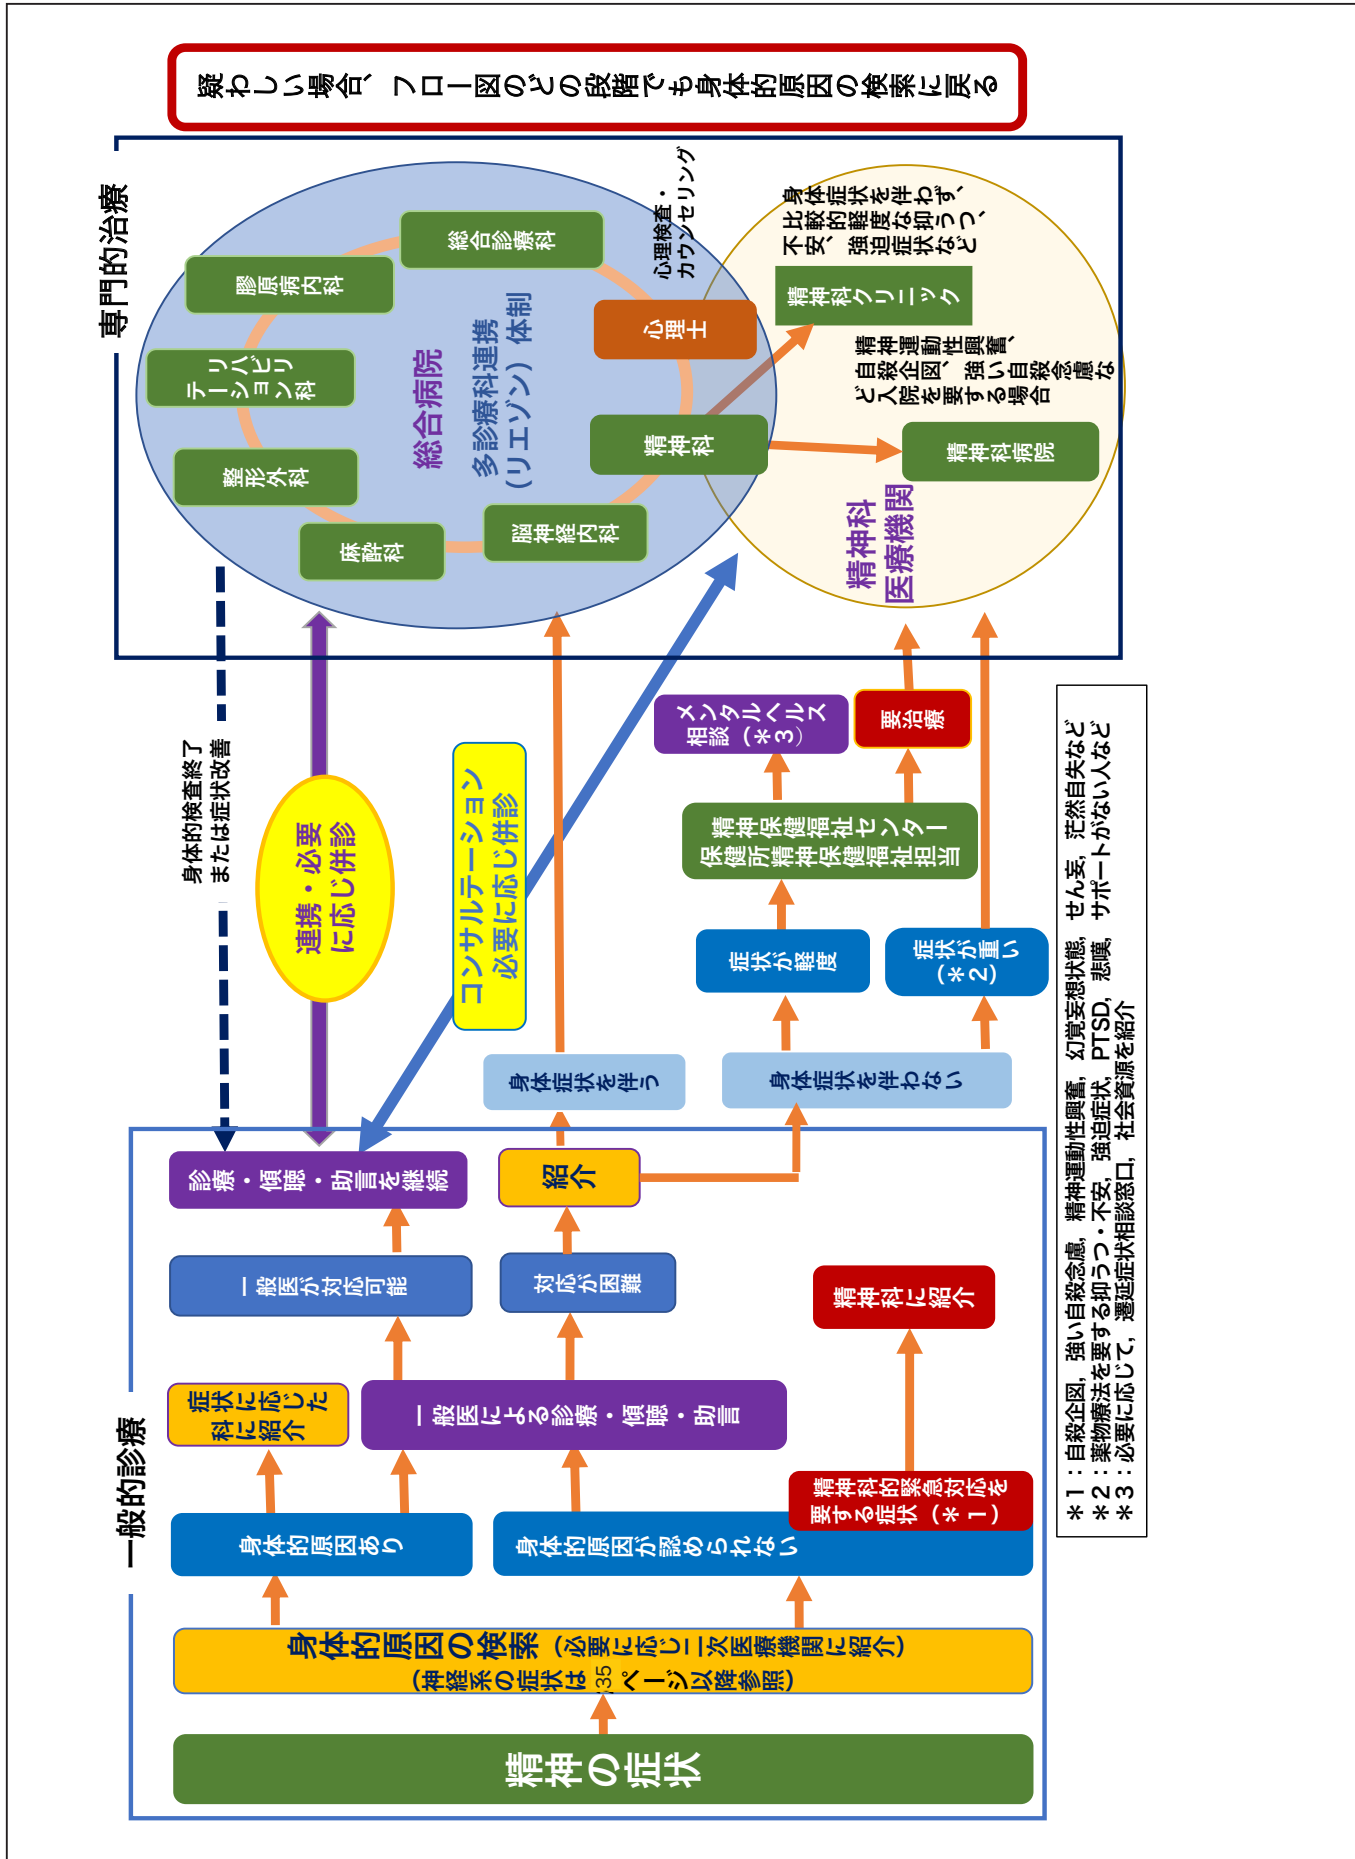 一般的診療
精神の症状
身体的原因の検索（必要に応じ二次医療機関に紹介）
（神経系の症状は 35 ページ以降参照）
身体的原因あり
身体的原因が認められない
精神科的緊急対応を
要する症状（＊１）
症状に応じた
科に紹介
一般医による診療・傾聴・助言
精神科に紹介
一般医が対応可能
対応が困難
診療・傾聴・助言を継続
紹介
身体症状を伴う
身体症状を伴わない
症状が軽度
症状が重い
（＊２）
精神保健福祉センター
保健所精神保健福祉担当
メンタルヘルス
相談（＊３）
要治療
身体的検査終了
または症状改善
連携・必要
に応じ併診
コンサルテーション
必要に応じ併診
専門的治療
総合病院
多診療科連携
（リエゾン）体制
麻酔科
整形外科
リハビリ
テーション科
膠原病内科
総合診療科
心理士
心理検査・
カウンセリング
精神科
脳神経内科
精神科
医療機関
精神科病院
精神運動性興奮、
自殺企図、強い自殺念慮な
ど入院を要する場合
精神科クリニック
身体症状を伴わず、
比較的軽度な抑うつ、
不安、強迫症状など
疑わしい場合、フロー図のどの段階でも身体的原因の検索に戻る
＊１：自殺企図，強い自殺念慮，精神運動性興奮，幻覚妄想状態，せん妄，茫然自失など
＊２：薬物療法を要する抑うつ・不安，強迫症状，PTSD，悲嘆，サポートがない人など
＊３：必要に応じて，遷延症状相談窓口，社会資源を紹介